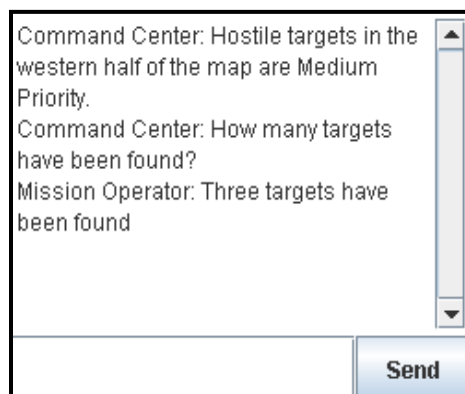 Command Center: Hostile targets in the
western half of the map are Medium
Priority.
Command Center: How many targets
have been found?
Mission Operator: Three targets have
been found
Send